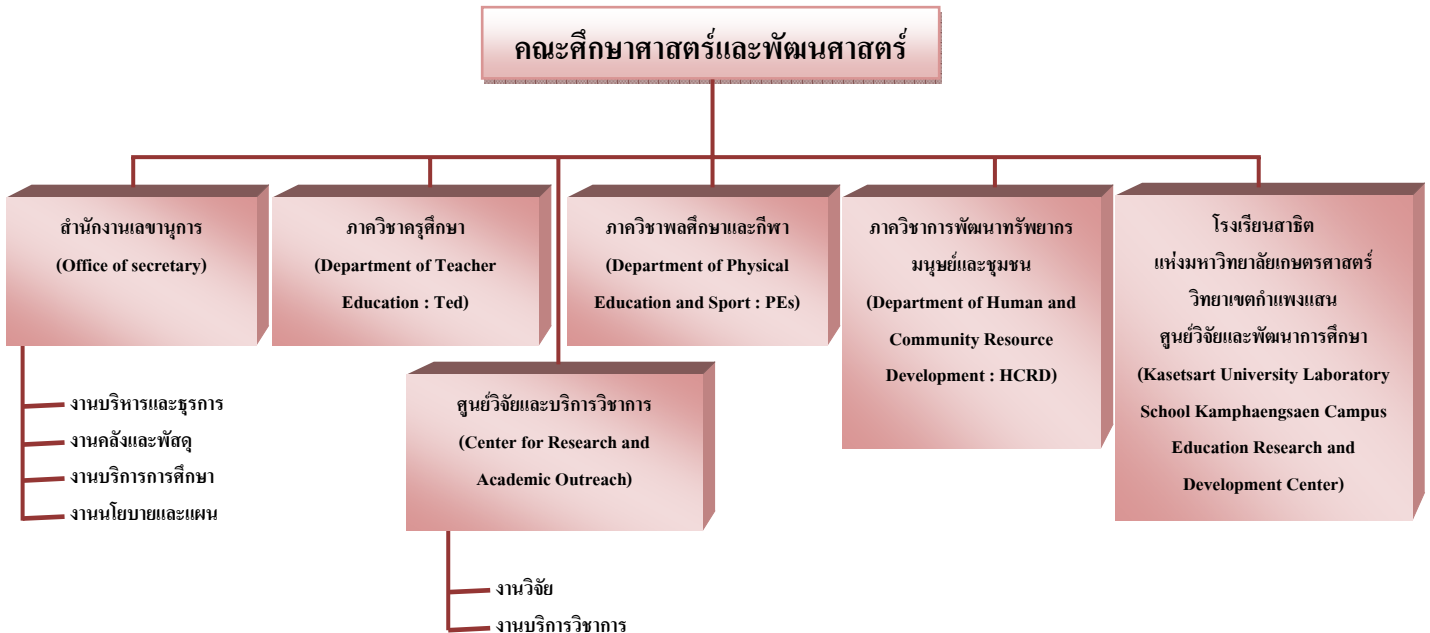 คณะศึกษาศาสตร์และพัฒนศาสตร์
สำนักงานเลขานุการ
(Office of secretary)
งานบริหารและธุรการ
งานคลังและพัสดุ
งานบริการการศึกษา
งานนโยบายและแผน
ภาควิชาครุศึกษา
(Department of Teacher
Education : Ted)
ศูนย์วิจัยและบริการวิชาการ
(Center for Research and
Academic Outreach)
งานวิจัย
งานบริการวิชาการ
ภาควิชาพลศึกษาและกีฬา
(Department of Physical
Education and Sport : PEs)
ภาควิชาการพัฒนาทรัพยากร
มนุษย์และชุมชน
(Department of Human and
Community Resource
Development : HCRD)
โรงเรียนสาธิต
แห่งมหาวิทยาลัยเกษตรศาสตร์
วิทยาเขตกำแพงแสน
ศูนย์วิจัยและพัฒนาการศึกษา
(Kasetsart University Laboratory
School Kamphaengsaen Campus
Education Research and
Development Center)